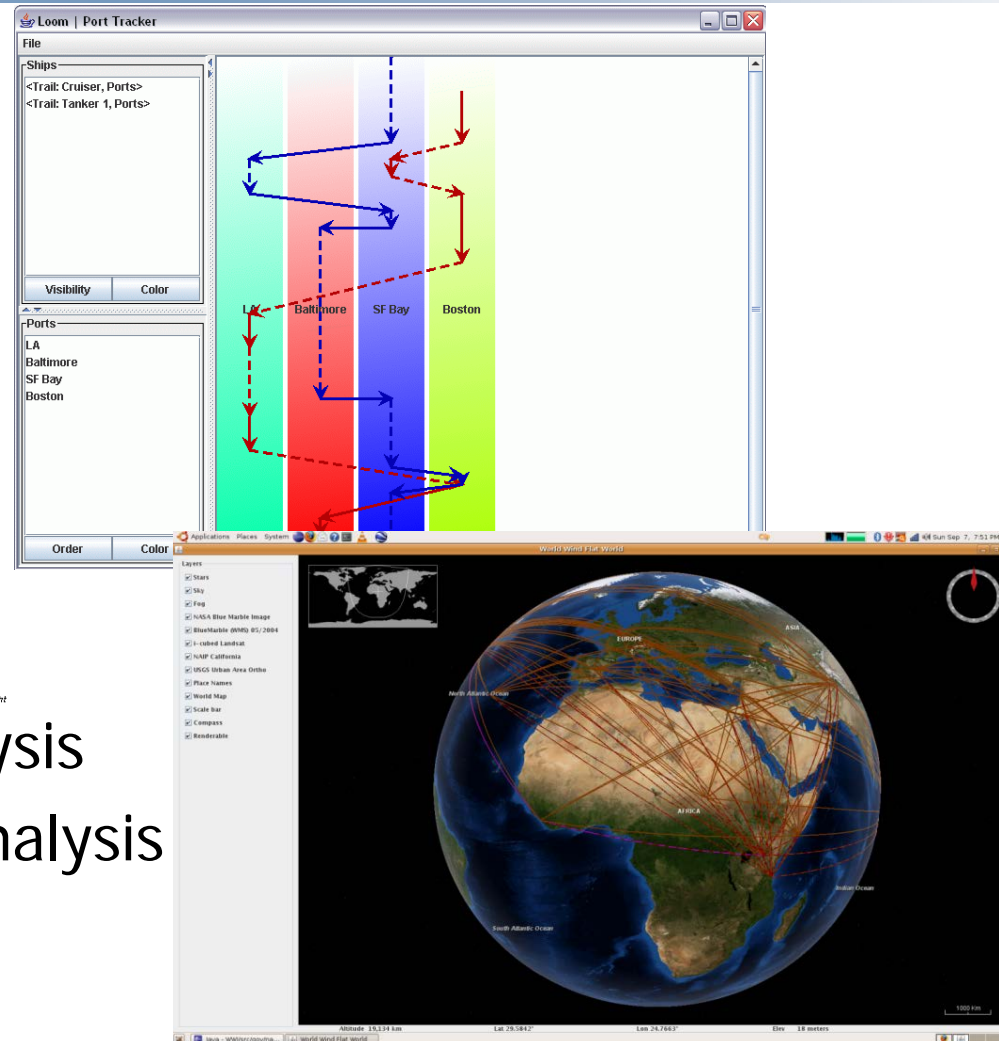 Loom | Port Tracker
File
Ships
<Trail: Cruiser, Ports>
<Trail: Tanker 1, Ports>
Visibility
Color
Ports
LA
Baltimore
SF Bay
Boston
Order
Color
LA
Baltimore
SF Bay
Boston
Applications Places System
Sun Sep 7, 7:51 PM
World Wind Flat World
Layers
Stars
Sky
Fog
NASA Blue Marble Image
BlueMarble (WMS) 05/2004
i-cubed Landsat
NAIP California
USGS Urban Area Ortho
Place Names
World Map
Scale bar
Compass
Renderable
ASIA
EUROPE
North Atlantic Ocean
AFRICA
Indian Ocean
South Atlantic Ocean
1000 Km
Altitude 19,134 km
Lat 29.5842°
Lon 24.7663°
Elev 18 meters
World Wind Flat World
ysis
nalysis